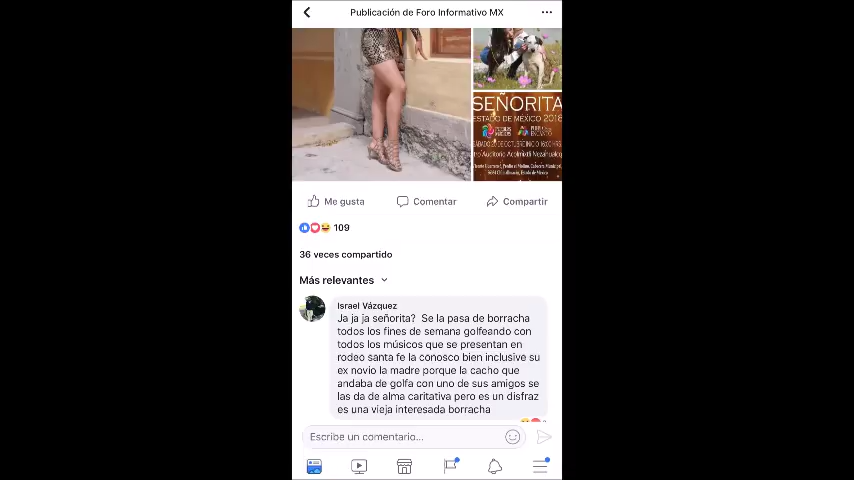 Publicación de Foro Informativo MX
SEÑORITA
ESTADO DE MÉXICO 2018
Me gusta
Comentar
Compartir
109
36 veces compartido
Más relevantes
Israel Vázquez
Ja ja ja señorita? Se la pasa de borracha
todos los fines de semana golfeando con
todos los músicos que se presentan en
rodeo santa fe la conosco bien inclusive su
ex novio la madre porque la cacho que
andaba de golfa con uno de sus amigos se
las da de alma caritativa pero es un disfraz
es una vieja interesada borracha
Escribe un comentario...